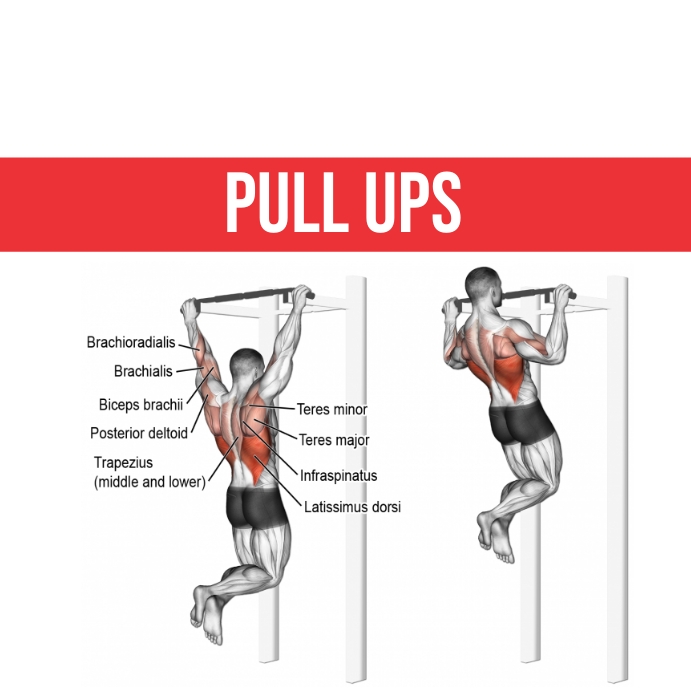 PULL UPS
Brachioradialis
Brachialis
Biceps brachii
Posterior deltoid
Trapezius
(middle and lower)
Teres minor
Teres major
Infraspinatus
Latissimus dorsi